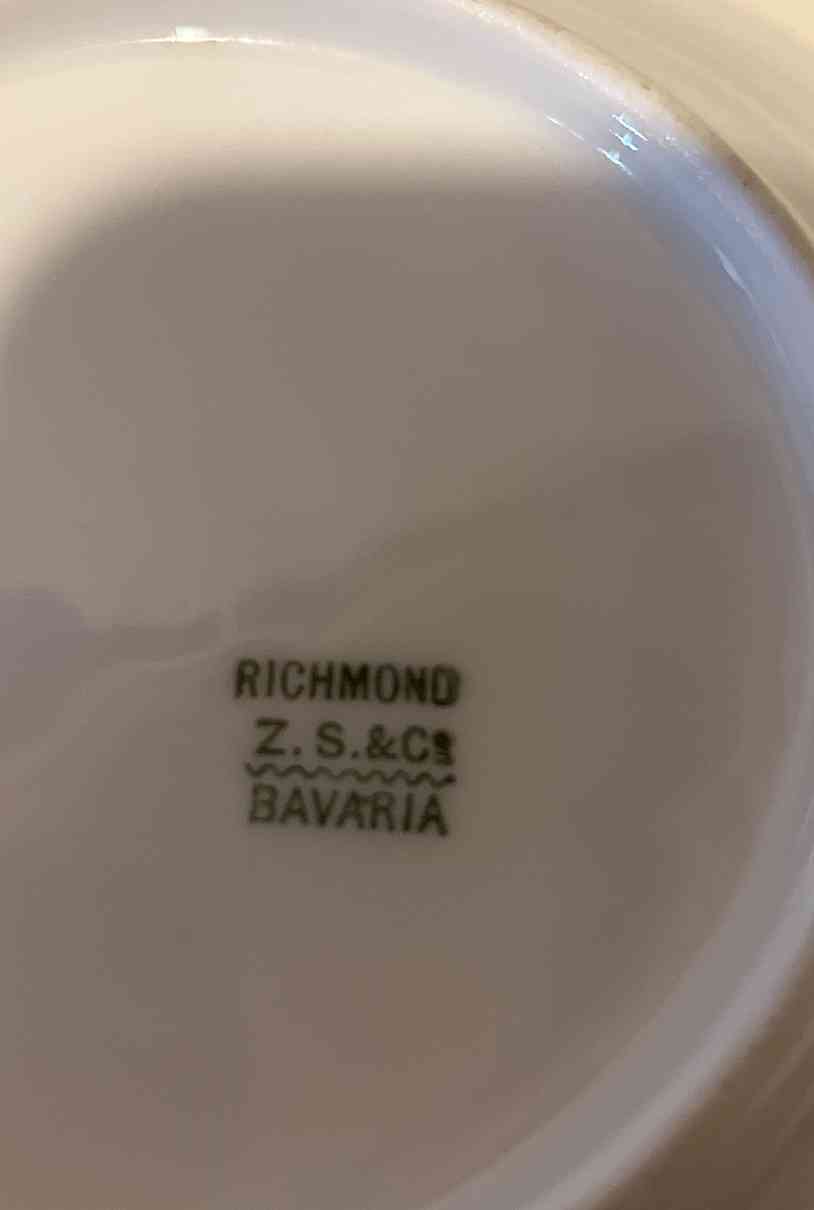 RICHMOND
Z. S. & Co
BAVARIA